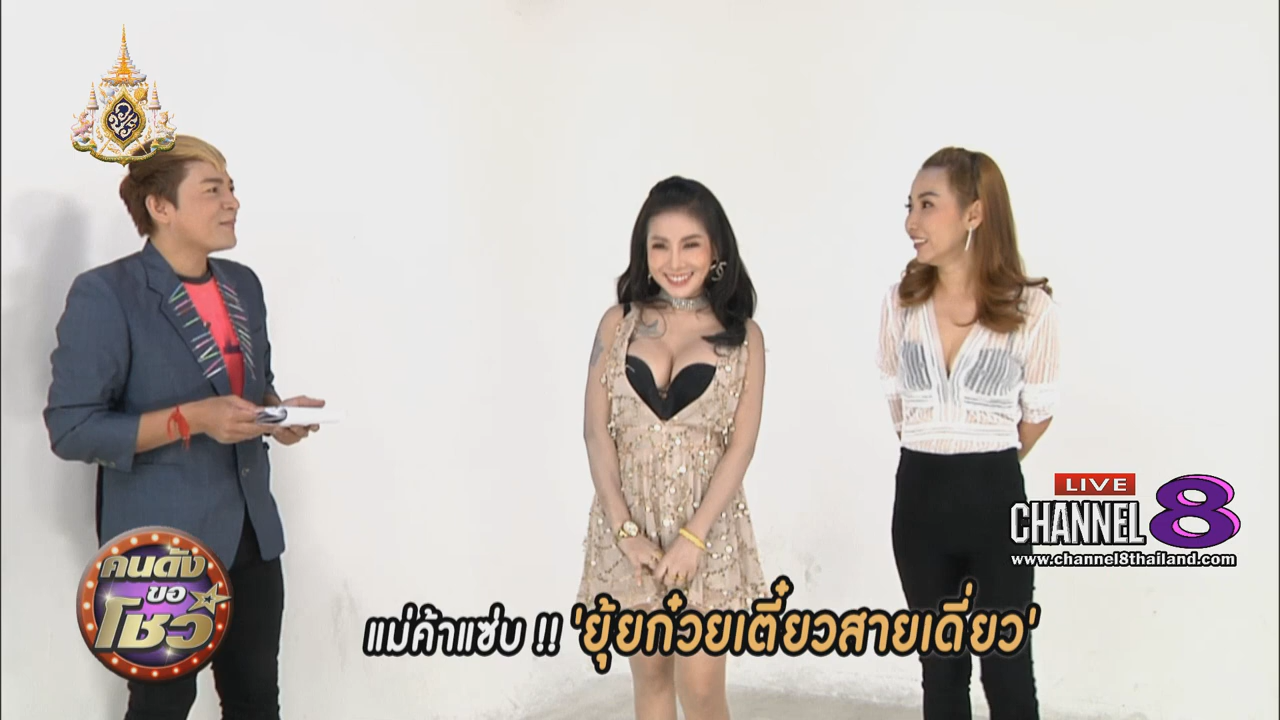 LIVE
CHANNEL 8
www.channel8thailand.com
คนดัง
ขอ
โชว์
แม่ค้าแซ่บ !! 'ยุ้ยก๋วยเตี๋ยวสายเดี่ยว'